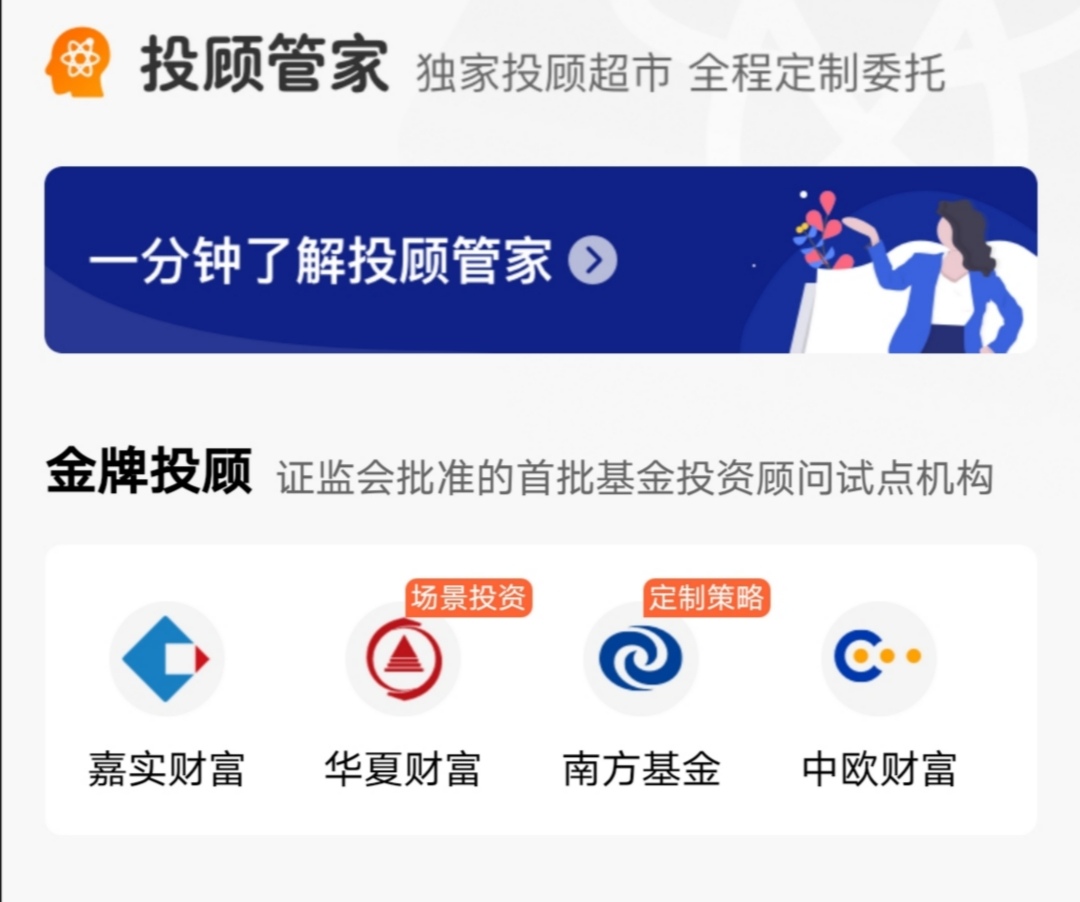 投顾管家 独家投顾超市 全程定制委托
一分钟了解投顾管家
金牌投顾 证监会批准的首批基金投资顾问试点机构
场景投资 定制策略
嘉实财富 华夏财富 南方基金 中欧财富